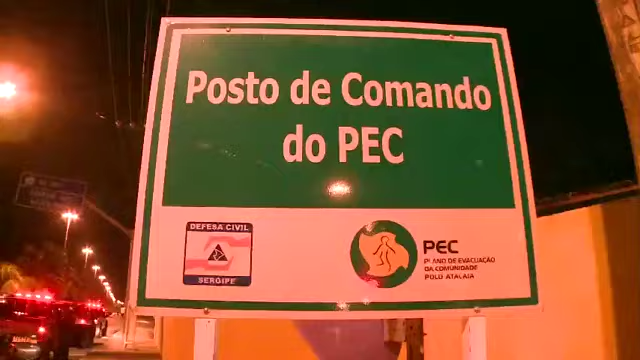 Posto de Comando
do PEC
DEFESA CIVIL
SERGIPE
PEC
PLANO DE EVACUAÇÃO
DA COMUNIDADE
POLO ATALAIA